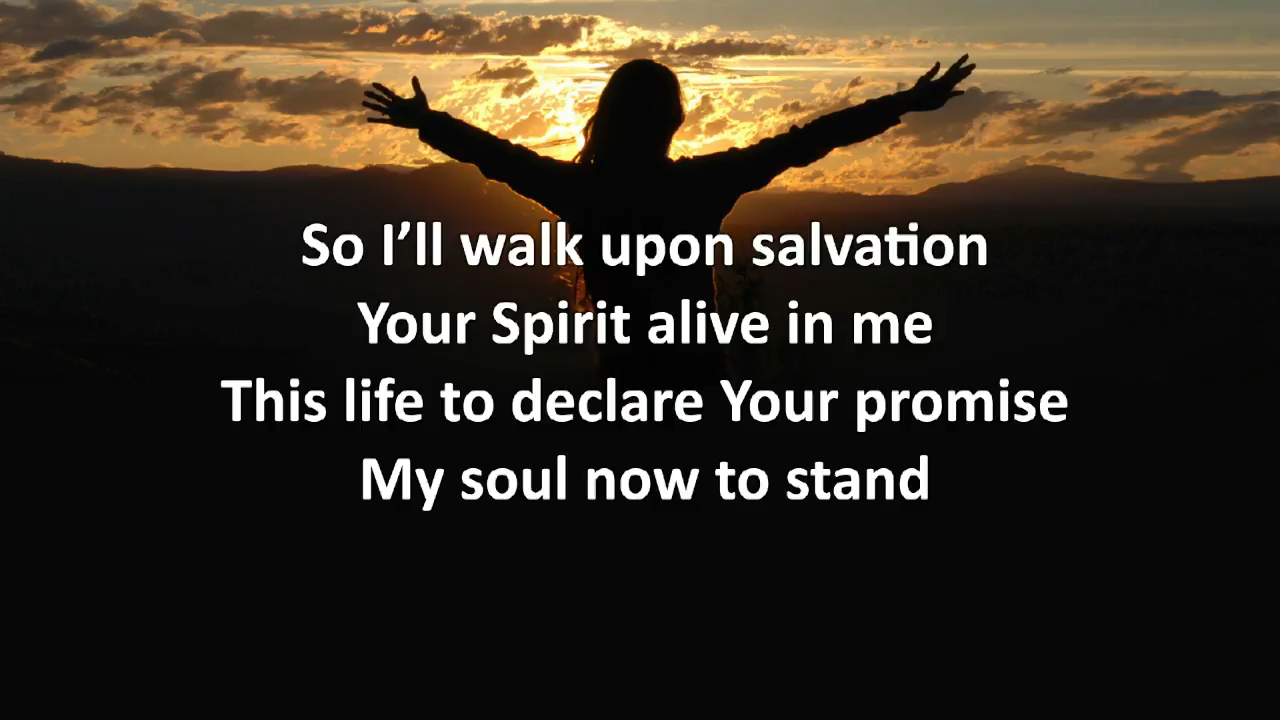 So I’ll walk upon salvation
Your Spirit alive in me
This life to declare Your promise
My soul now to stand